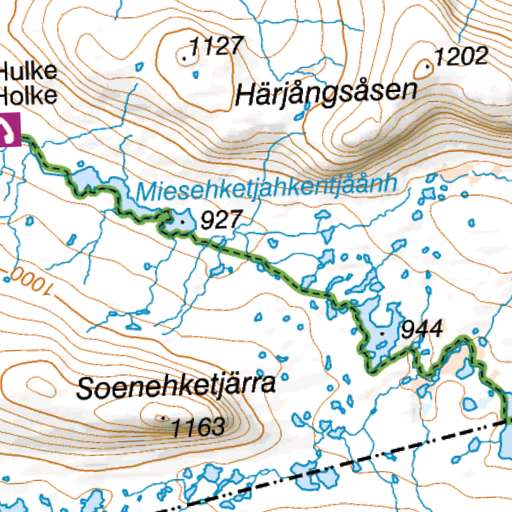 1127
1202
Hulke
Holke
Härjångsåsen
Miesehketjahkentjåånh
927
1000
944
Soenehketjärra
1163